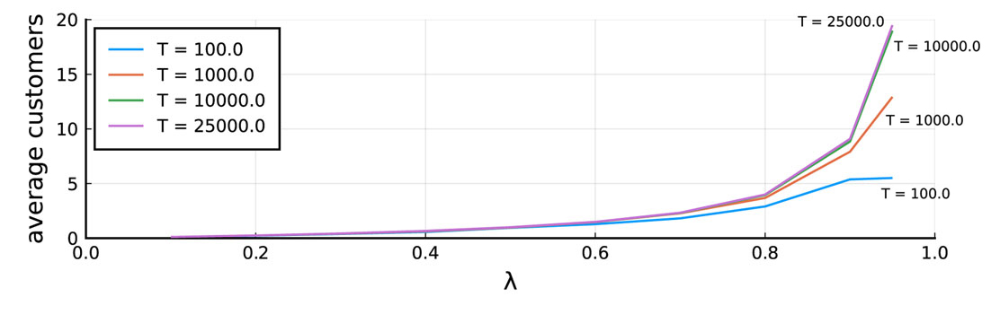 average customers
20
15
10
5
0
T = 100.0
T = 1000.0
T = 10000.0
T = 25000.0
T = 25000.0
T = 10000.0
T = 1000.0
T = 100.0
0.0 0.2 0.4 0.6 0.8 1.0
λ